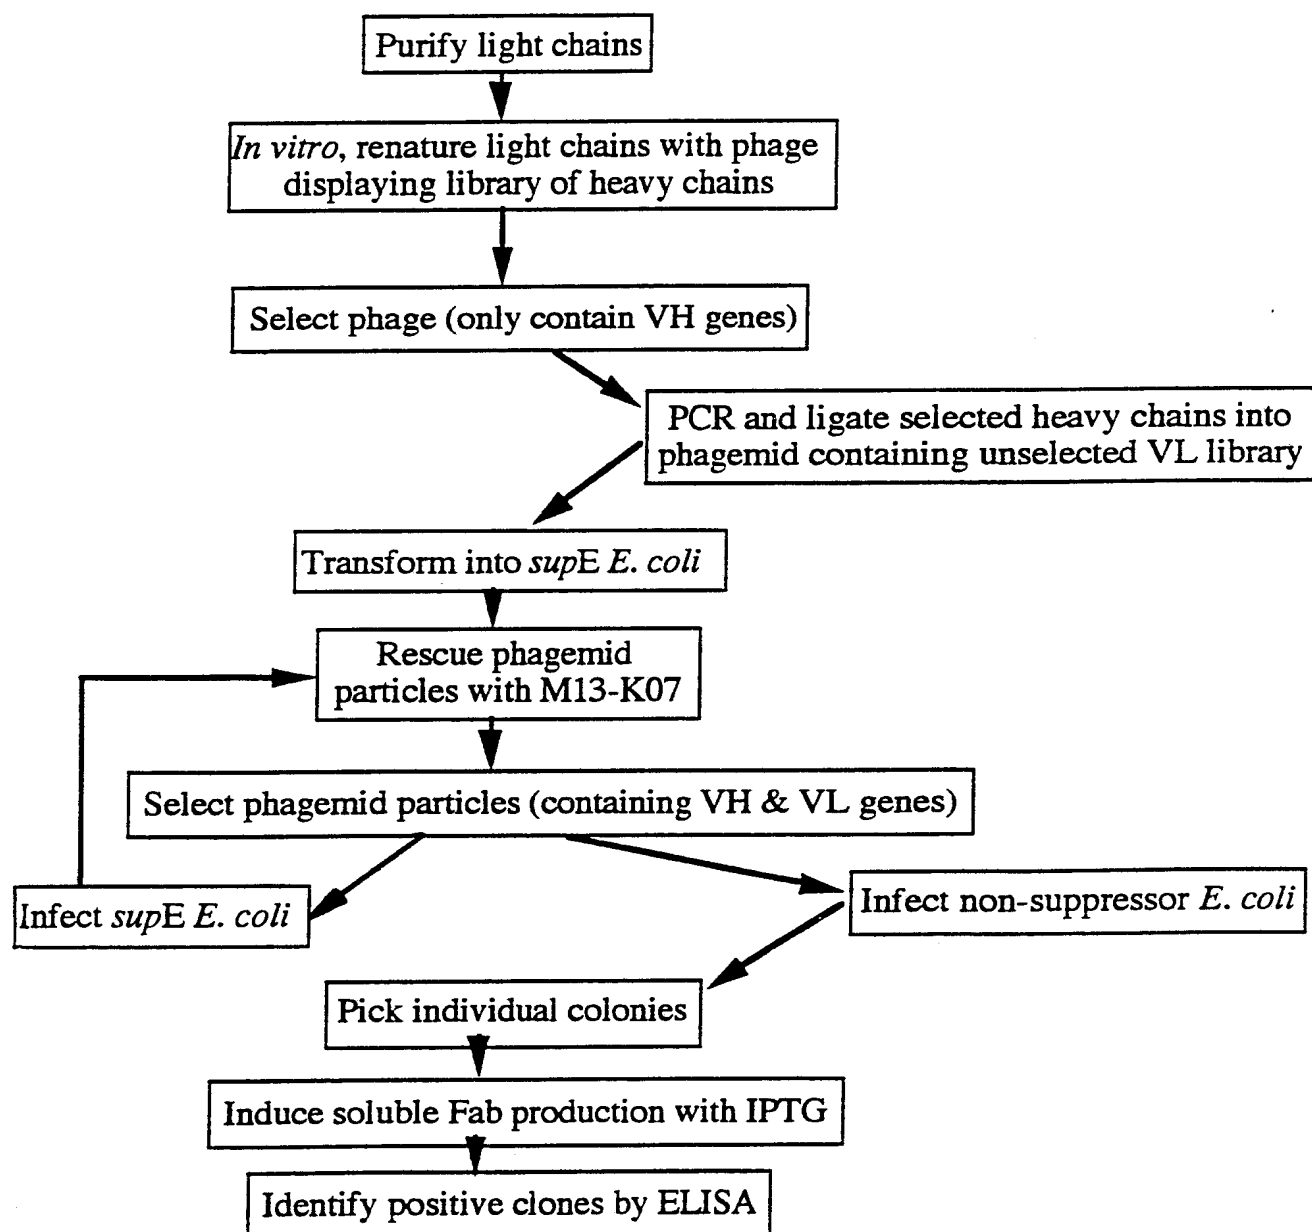 Purify light chains
In vitro, renature light chains with phage
displaying library of heavy chains
Select phage (only contain VH genes)
PCR and ligate selected heavy chains into
phagemid containing unselected VL library
Transform into supE E. coli
Rescue phagemid
particles with M13-K07
Select phagemid particles (containing VH & VL genes)
Infect supE E. coli
Infect non-suppressor E. coli
Pick individual colonies
Induce soluble Fab production with IPTG
Identify positive clones by ELISA